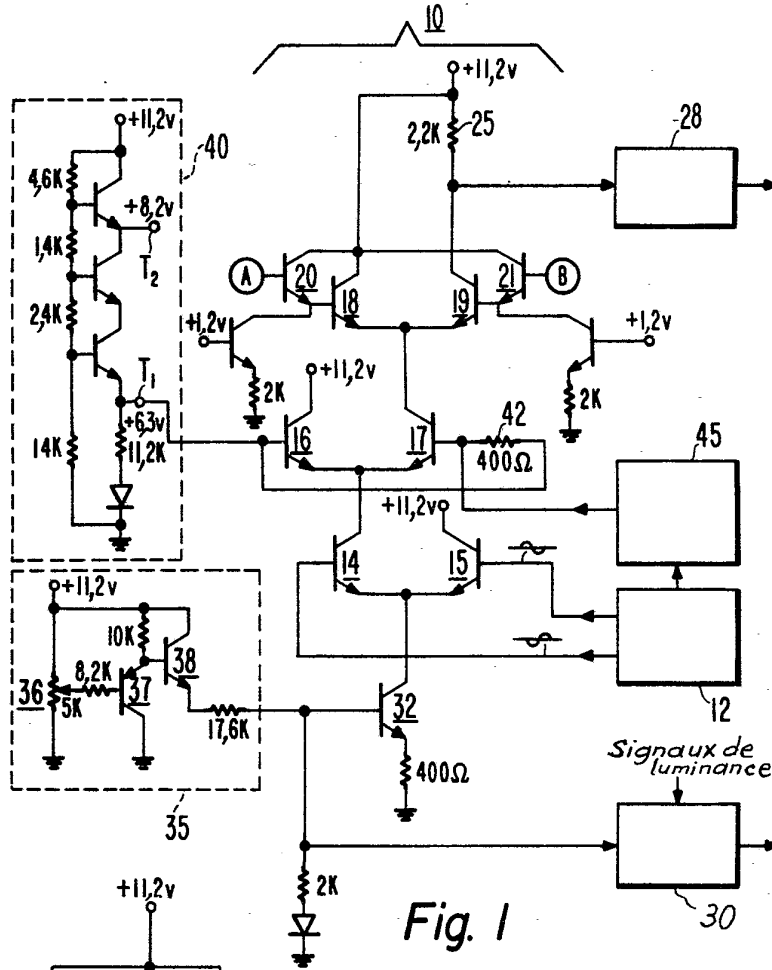 10
+11,2v
+11,2v
40
2,2K
25
28
4,6K
+8,2v
T2
1,4K
A
20
21
B
18
19
2,4K
+1,2v
+1,2v
T1
+11,2v
2K
2K
+6,3v
42
45
14K
11,2K
16
17
400Ω
+11,2v
14
15
+11,2v
10K
38
36
8,2K
37
5K
17,6K
32
12
400Ω
Signaux de
luminance
35
2K
30
+11,2v
Fig. 1